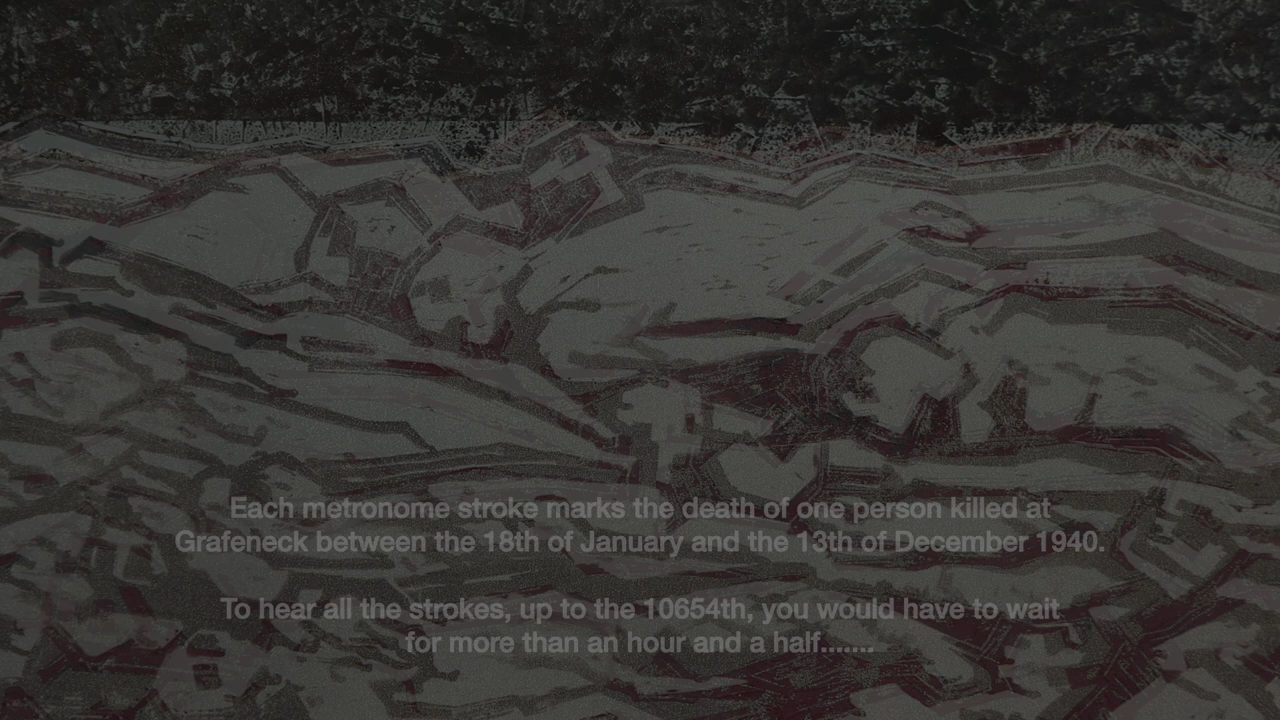 Each metronome stroke marks the death of one person killed at
Grafeneck between the 18th of January and the 13th of December 1940.
To hear all the strokes, up to the 10654th, you would have to wait
for more than an hour and a half.......